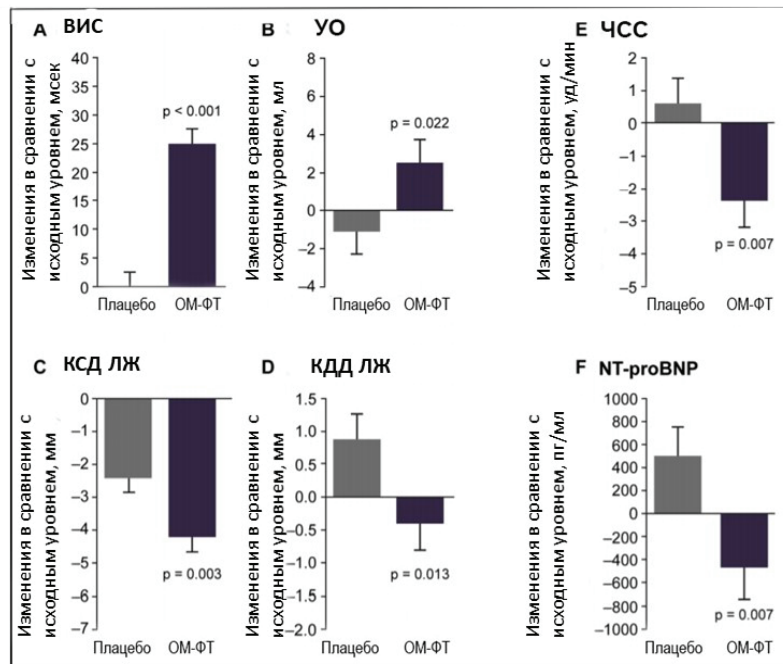 A ВИС
Изменения в сравнении с
исходным уровнем, мсек
40
35
30
25
20
15
10
5
0
p < 0.001
Плацебо ОМ-ФТ
B УО
Изменения в сравнении с
исходным уровнем, мл
8
6
4
2
0
–2
–4
p = 0.022
Плацебо ОМ-ФТ
E ЧСС
Изменения в сравнении с
исходным уровнем, уд/мин
2
1
0
–1
–2
–3
–4
–5
p = 0.007
Плацебо ОМ-ФТ
C КСД ЛЖ
Изменения в сравнении с
исходным уровнем, мм
0
–1
–2
–3
–4
–5
–6
–7
p = 0.003
Плацебо ОМ-ФТ
D КДД ЛЖ
Изменения в сравнении с
исходным уровнем, мм
1.5
1.0
0.5
0.0
–0.5
–1.0
–1.5
–2.0
p = 0.013
Плацебо ОМ-ФТ
F NT-proBNP
Изменения в сравнении с
исходным уровнем, пг/мл
1000
800
600
400
200
0
–200
–400
–600
–800
–1000
p = 0.007
Плацебо ОМ-ФТ